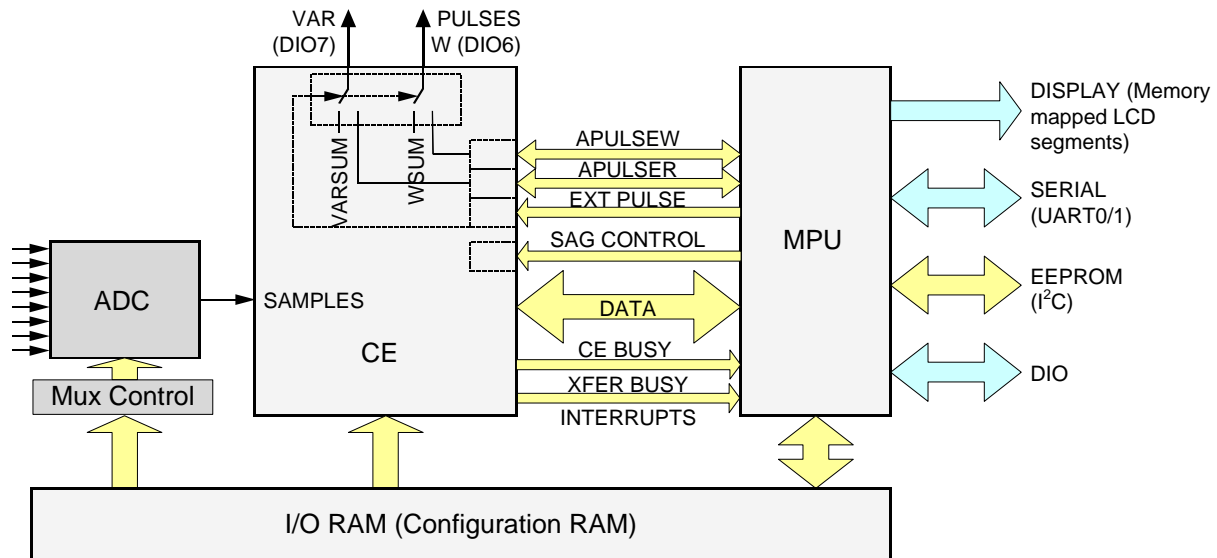 VAR
(DIO7)
PULSES
W (DIO6)
VARSUM
WSUM
APULSEW
APULSER
EXT PULSE
SAG CONTROL
DATA
CE BUSY
XFER BUSY
INTERRUPTS
SAMPLES
CE
ADC
Mux Control
MPU
DISPLAY (Memory
mapped LCD
segments)
SERIAL
(UART0/1)
EEPROM
(I²C)
DIO
I/O RAM (Configuration RAM)